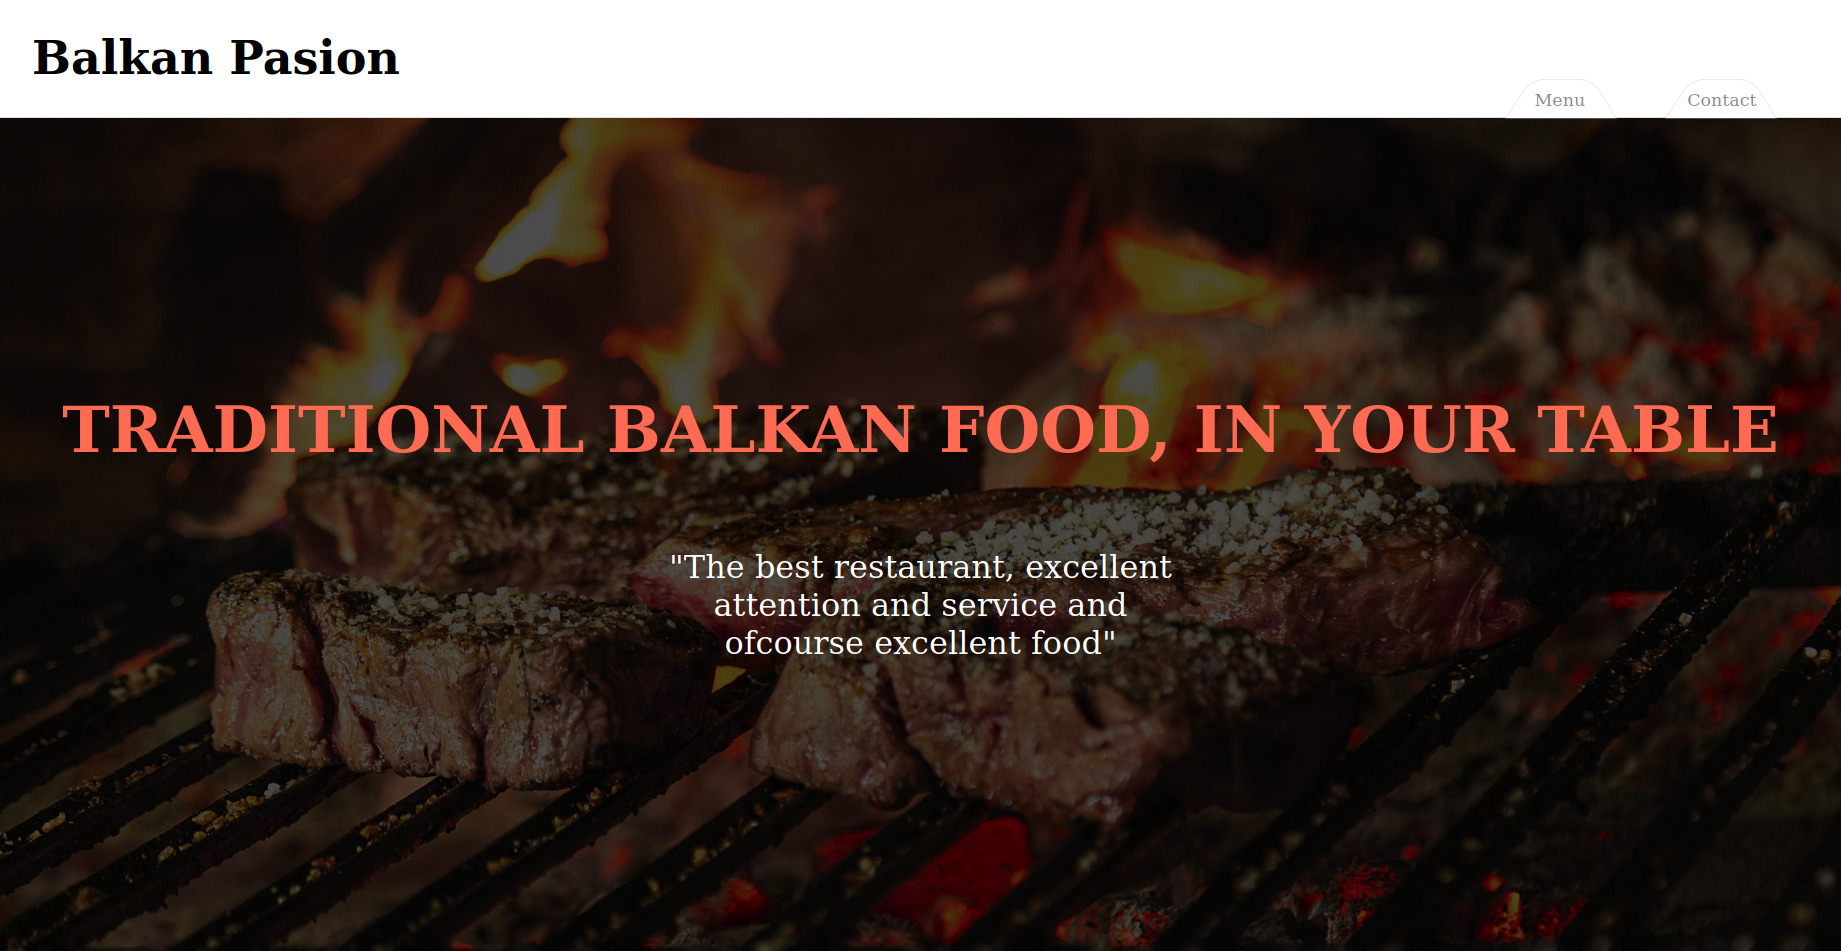 Balkan Pasion
Menu
Contact
TRADITIONAL BALKAN FOOD, IN YOUR TABLE
"The best restaurant, excellent
attention and service and
ofcourse excellent food"